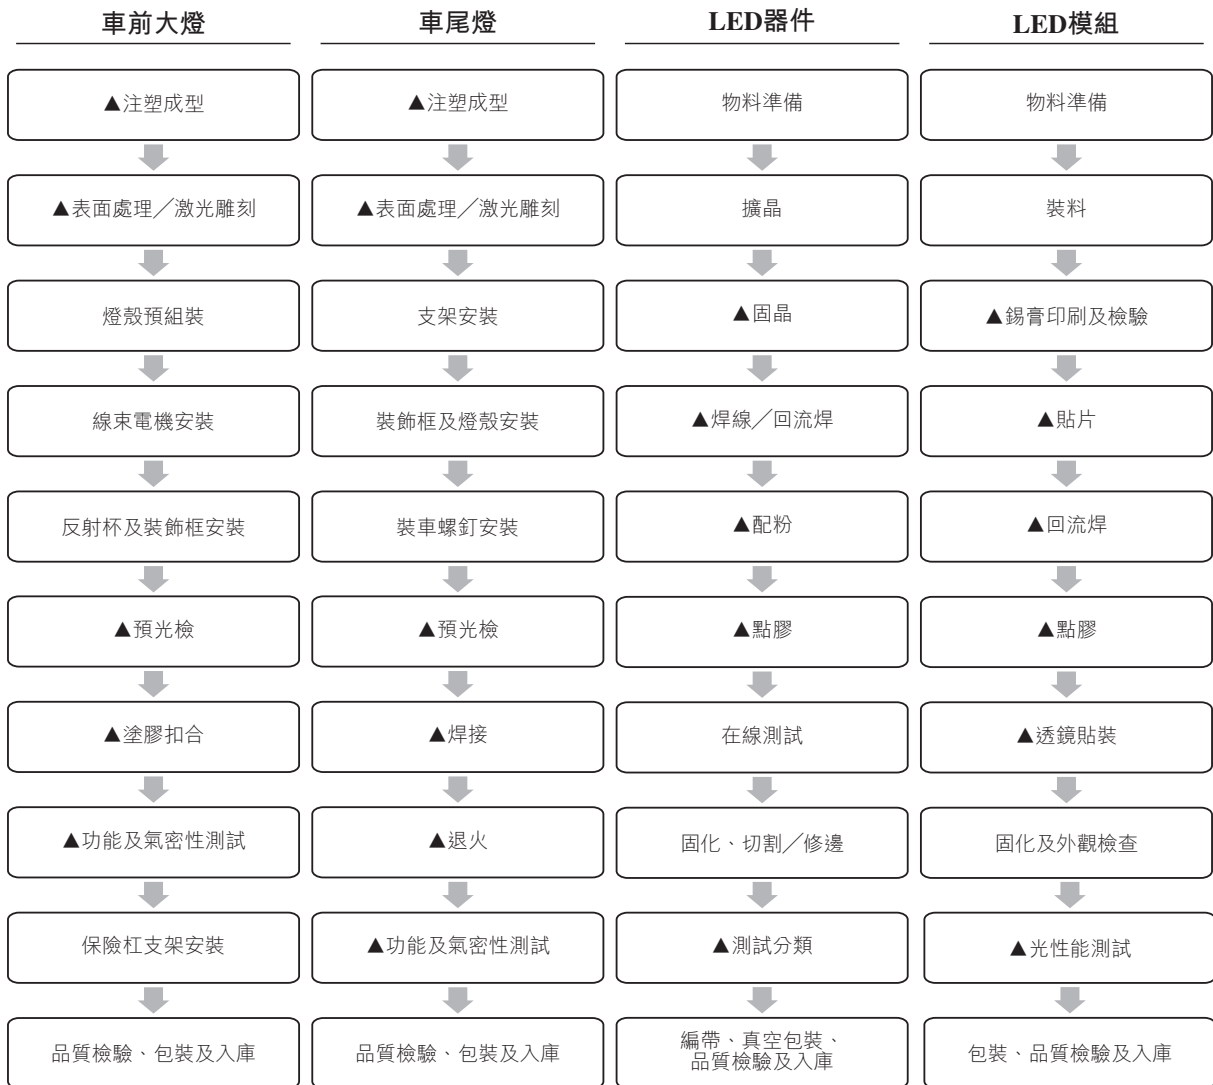 車前大燈
▲注塑成型
▲表面處理／激光雕刻
燈殼預組裝
線束電機安裝
反射杯及裝飾框安裝
▲預光檢
▲塗膠扣合
▲功能及氣密性測試
保險杠支架安裝
品質檢驗、包裝及入庫
車尾燈
▲注塑成型
▲表面處理／激光雕刻
支架安裝
裝飾框及燈殼安裝
裝車螺釘安裝
▲預光檢
▲焊接
▲退火
▲功能及氣密性測試
品質檢驗、包裝及入庫
LED器件
物料準備
擴晶
▲固晶
▲焊線／回流焊
▲配粉
▲點膠
在線測試
固化、切割／修邊
▲測試分類
編帶、真空包裝、
品質檢驗及入庫
LED模組
物料準備
裝料
▲錫膏印刷及檢驗
▲貼片
▲回流焊
▲點膠
▲透鏡貼裝
固化及外觀檢查
▲光性能測試
包裝、品質檢驗及入庫